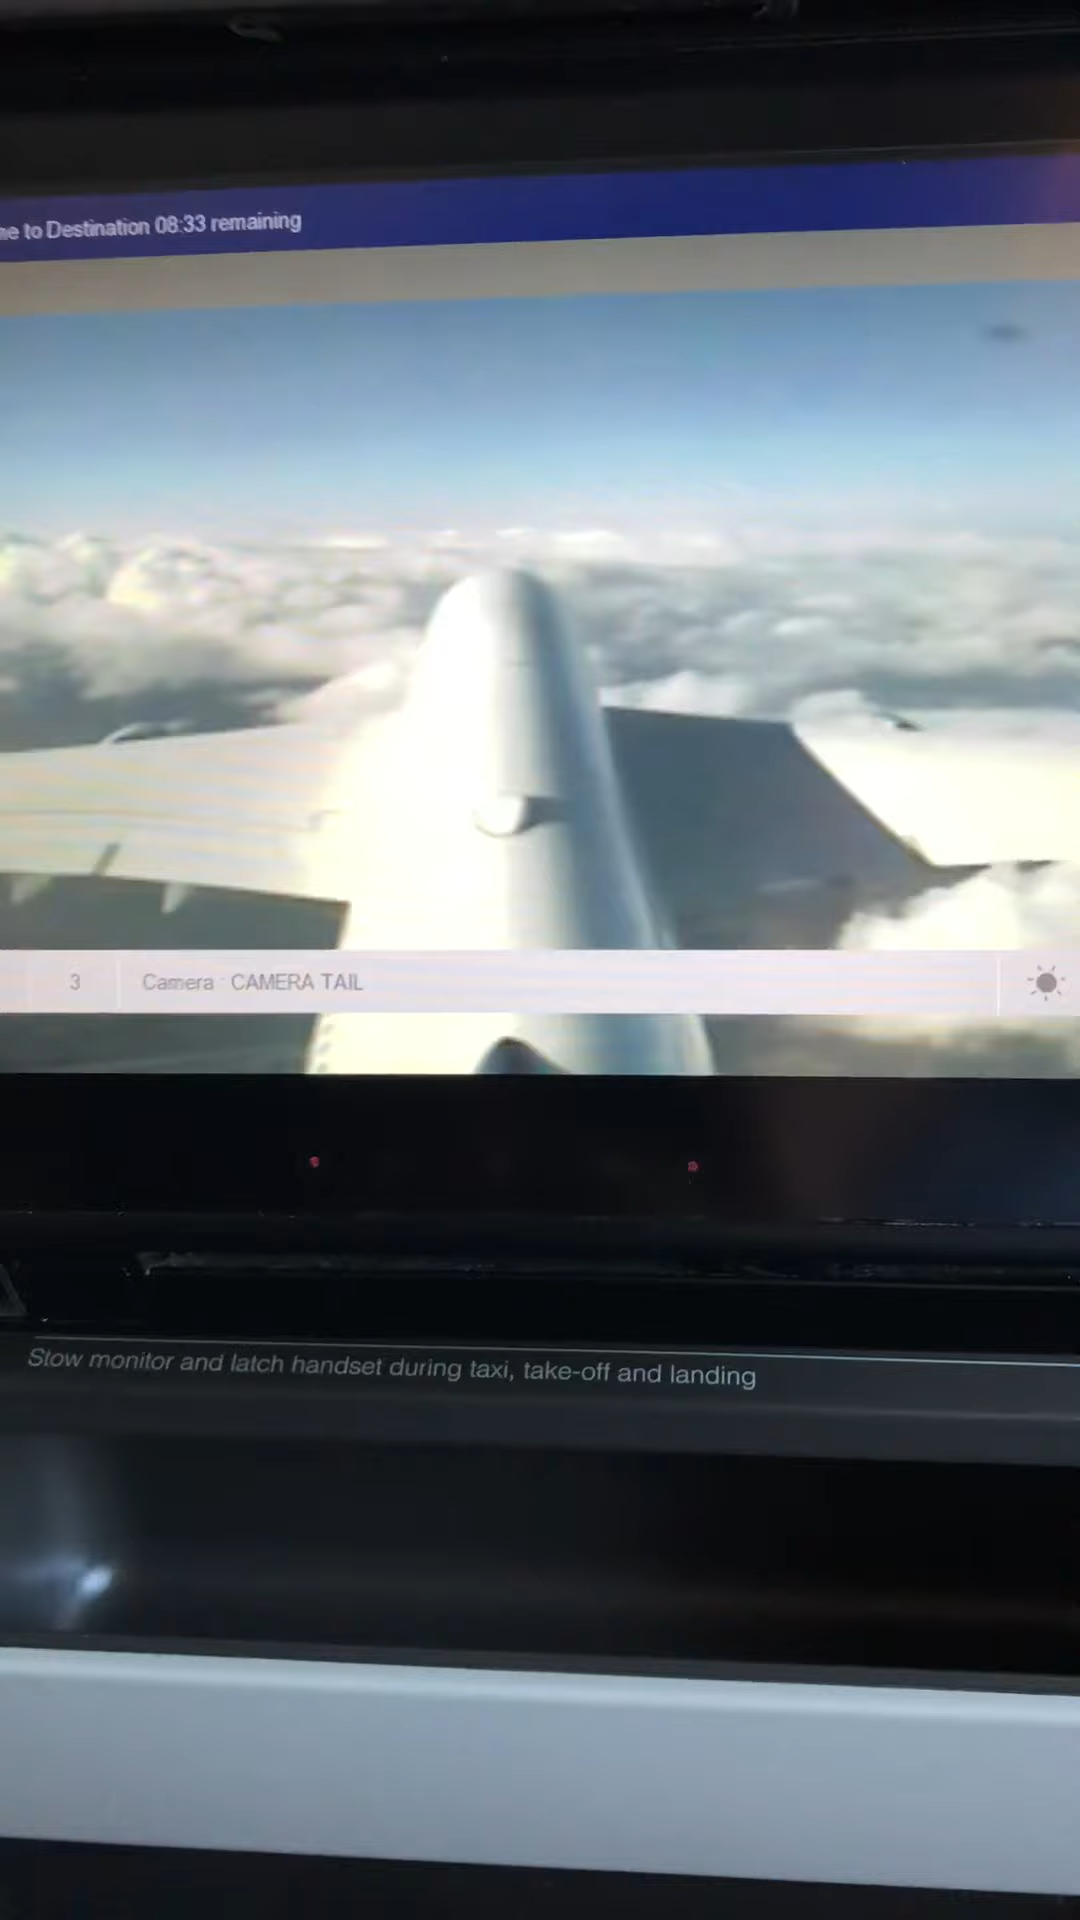 me to Destination 08:33 remaining
3 Camera : CAMERA TAIL
Stow monitor and latch handset during taxi, take-off and landing